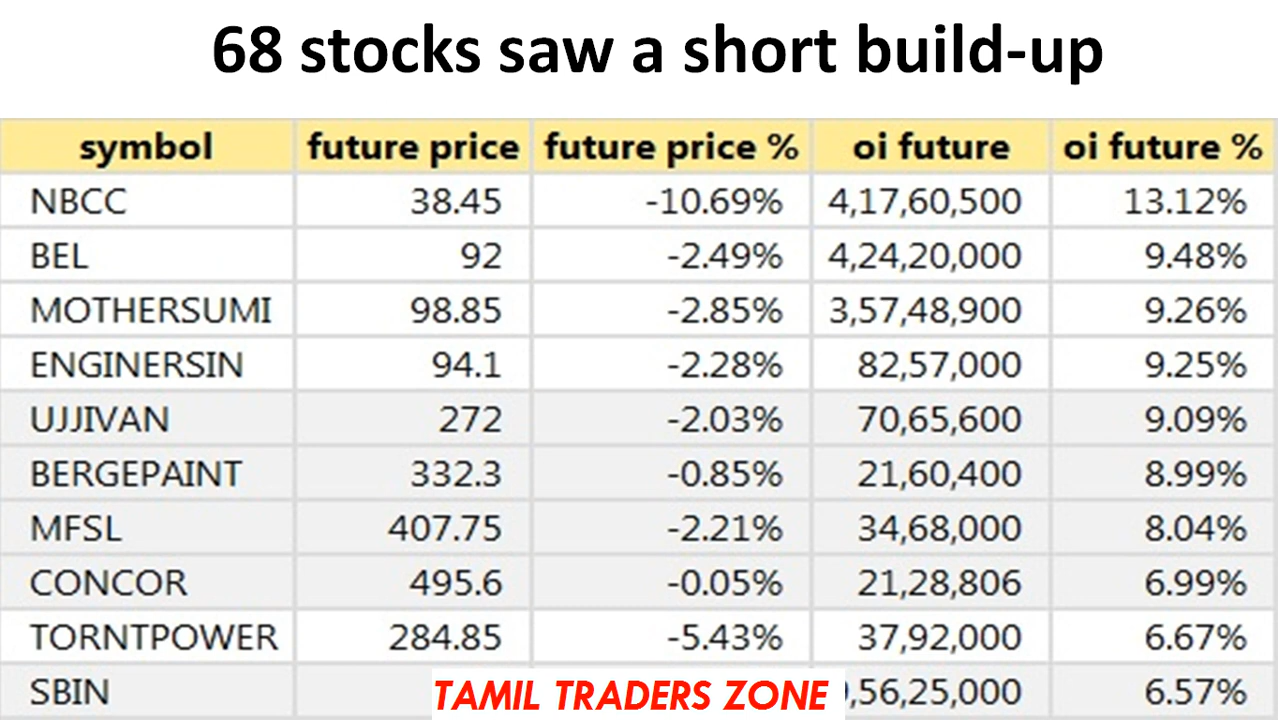 68 stocks saw a short build-up
symbol future price future price % oi future oi future %
NBCC 38.45 -10.69% 4,17,60,500 13.12%
BEL 92 -2.49% 4,24,20,000 9.48%
MOTHERSUMI 98.85 -2.85% 3,57,48,900 9.26%
ENGINERSIN 94.1 -2.28% 82,57,000 9.25%
UJJIVAN 272 -2.03% 70,65,600 9.09%
BERGEPAINT 332.3 -0.85% 21,60,400 8.99%
MFSL 407.75 -2.21% 34,68,000 8.04%
CONCOR 495.6 -0.05% 21,28,806 6.99%
TORNTPOWER 284.85 -5.43% 37,92,000 6.67%
SBIN ,56,25,000 6.57%
TAMIL TRADERS ZONE